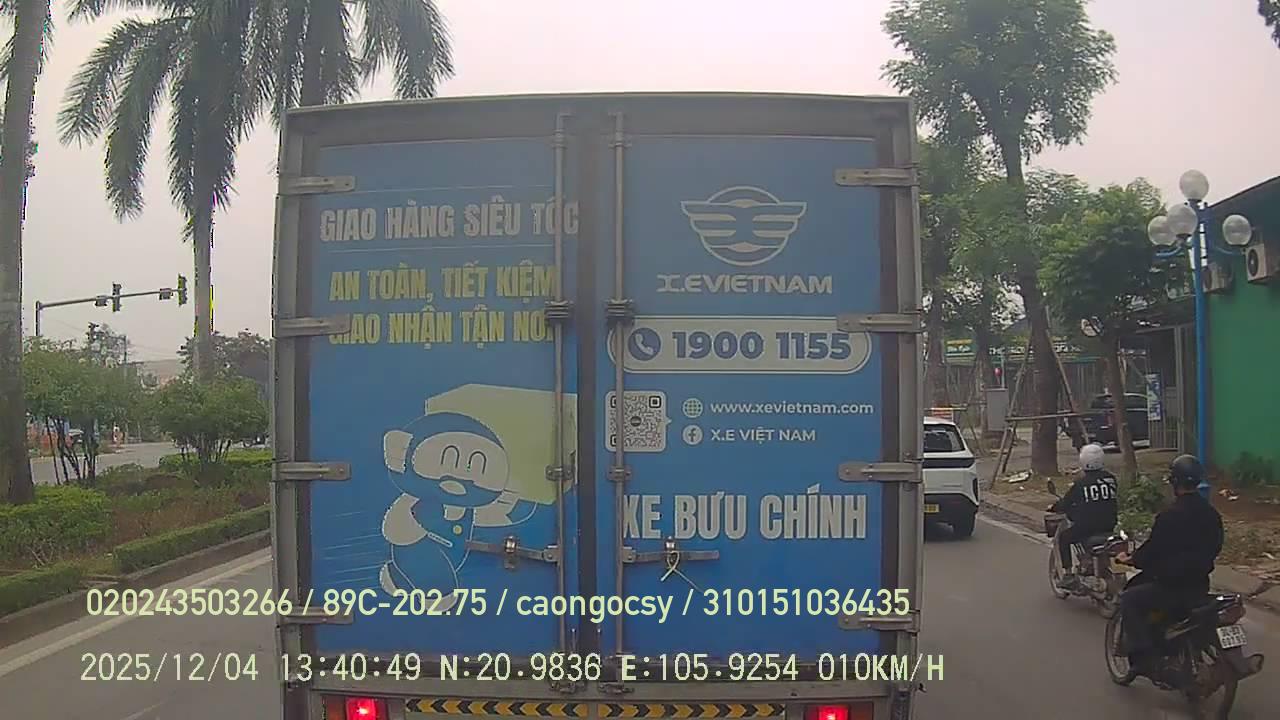 GIAO HÀNG SIÊU TỐC
AN TOÀN, TIẾT KIỆM
GIAO NHẬN TẬN NƠI
X.EVIETNAM
1900 1155
www.xevietnam.com
X.E VIỆT NAM
XE BƯU CHÍNH
ICON
020243503266 / 89C-202.75 / caongocsy / 310151036435
2025/12/04 13:40:49 N:20.9836 E:105.9254 010KM/H